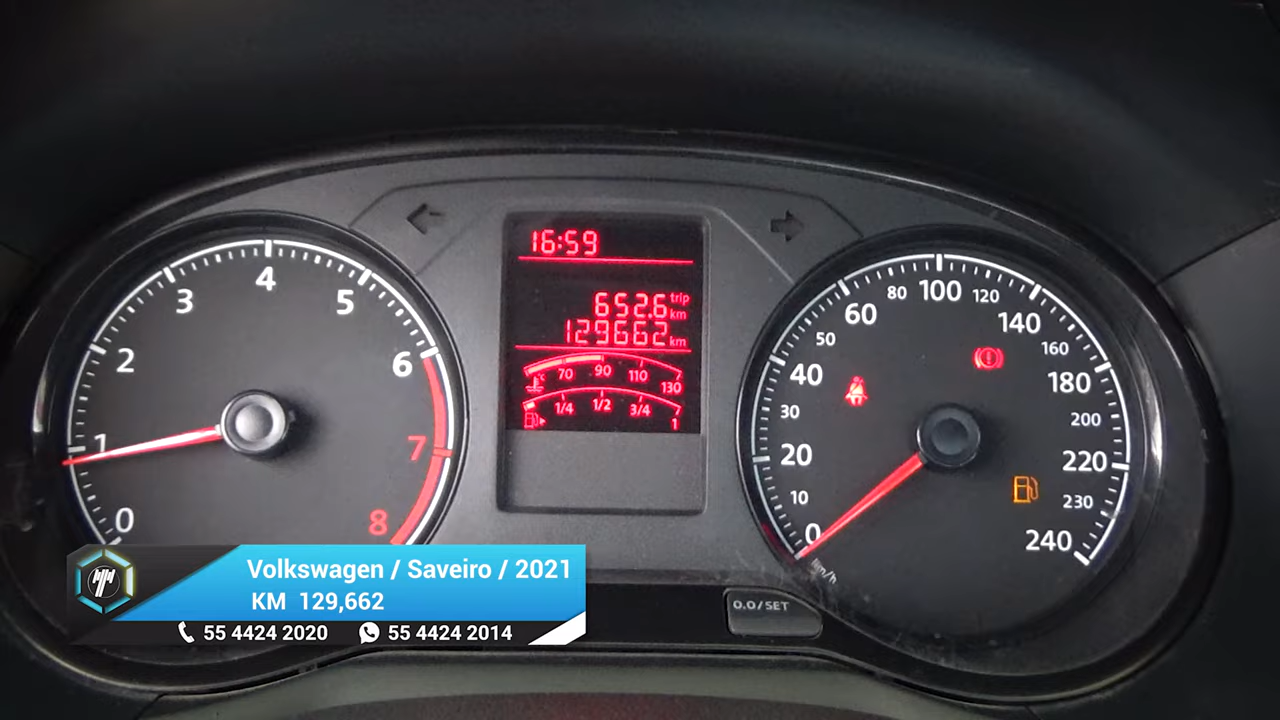 0 1 2 3 4 5 6 7 8
16:59
652.6 trip km
129662 km
70 90 110 130
°C
1/4 1/2 3/4 1
0 10 20 30 40 50 60 80 100 120 140 160 180 200 220 230 240
km/h
0.0/SET
Volkswagen / Saveiro / 2021
KM 129,662
55 4424 2020 55 4424 2014